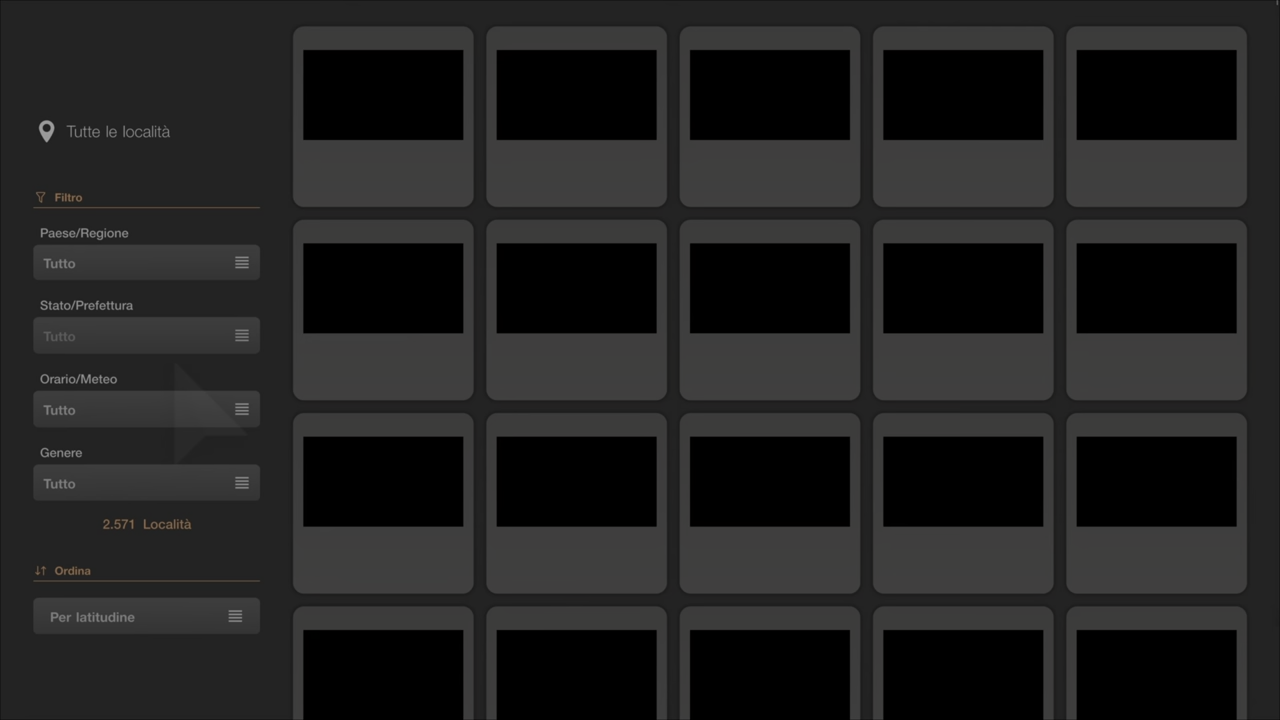 Tutte le località
Filtro
Paese/Regione
Tutto
Stato/Prefettura
Tutto
Orario/Meteo
Tutto
Genere
Tutto
2.571 Località
Ordina
Per latitudine